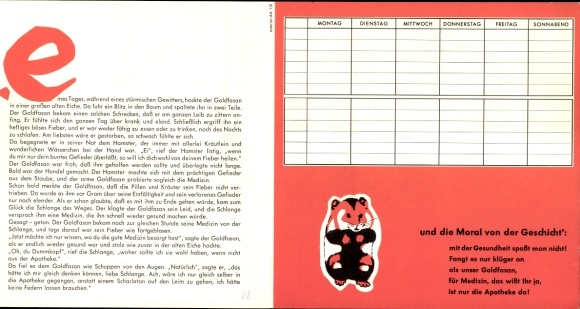 e
ines Tages, während eines stürmischen Gewitters, hockte der Goldfasan
in einer großen alten Eiche. Da fuhr ein Blitz in den Baum und spaltete ihn in zwei Teile.
Der Goldfasan bekam einen solchen Schrecken, daß er am ganzen Leib zu zittern an-
fing. Er fühlte sich den ganzen Tag über krank und elend. Schließlich ergriff ihn ein
heftiges böses Fieber, und er war weder fähig zu essen oder zu trinken, noch des Nachts
zu schlafen. Am liebsten wäre er gestorben, so schwach fühlte er sich.
Da begegnete er in seiner Not dem Hamster, der immer mit allerlei Kräutlein und
wunderlichen Wässerchen bei der Hand war. „Ei", rief der Hamster listig, „wenn
du mir dein buntes Gefieder überläßt, so will ich dich wohl von deinem Fieber heilen."
Der Goldfasan war froh, daß ihm geholfen werden sollte und überlegte nicht lange.
Bald war der Handel gemacht. Der Hamster machte sich mit dem prächtigen Gefieder
aus dem Staube, und der arme Goldfasan probierte sogleich die Medizin.
Schon bald merkte der Goldfasan, daß die Pillen und Kräuter sein Fieber nicht ver-
trieben. Da wurde es ihm vor Gram über seine Einfältigkeit und sein verlorenes Gefieder
nur noch elender. Als er schon glaubte, daß es mit ihm zu Ende gehen würde, kam zum
Glück die Schlange des Weges. Der klagte der Goldfasan sein Leid, und die Schlange
versprach ihm eine Medizin, die ihn schnell wieder gesund machen würde.
Gesagt – getan. Der Goldfasan bekam noch zur gleichen Stunde seine Medizin von der
Schlange, und tags darauf war sein Fieber wie fortgeblasen.
„Jetzt möchte ich nur wissen, wo du die gute Medizin besorgt hast", sagte der Goldfasan,
als er endlich wieder gesund war und stolz wie zuvor in der alten Eiche hockte.
„Oh, du Dummkopf", rief die Schlange, „woher sollte ich sie wohl haben, wenn nicht
aus der Apotheke."
Da fiel es dem Goldfasan wie Schuppen von den Augen. „Natürlich", sagte er, „das
hätte ich mir gleich denken können, liebe Schlange. Ach, wäre ich nur gleich selber in
die Apotheke gegangen, anstatt einem Scharlatan auf den Leim zu gehen, ich hätte
keine Federn lassen brauchen."
MONTAG DIENSTAG MITTWOCH DONNERSTAG FREITAG SONNABEND
und die Moral von der Geschicht':
mit der Gesundheit spaßt man nicht!
Fangt es nur klüger an
als unser Goldfasan,
für Medizin, das wißt Ihr ja,
ist nur die Apotheke da!